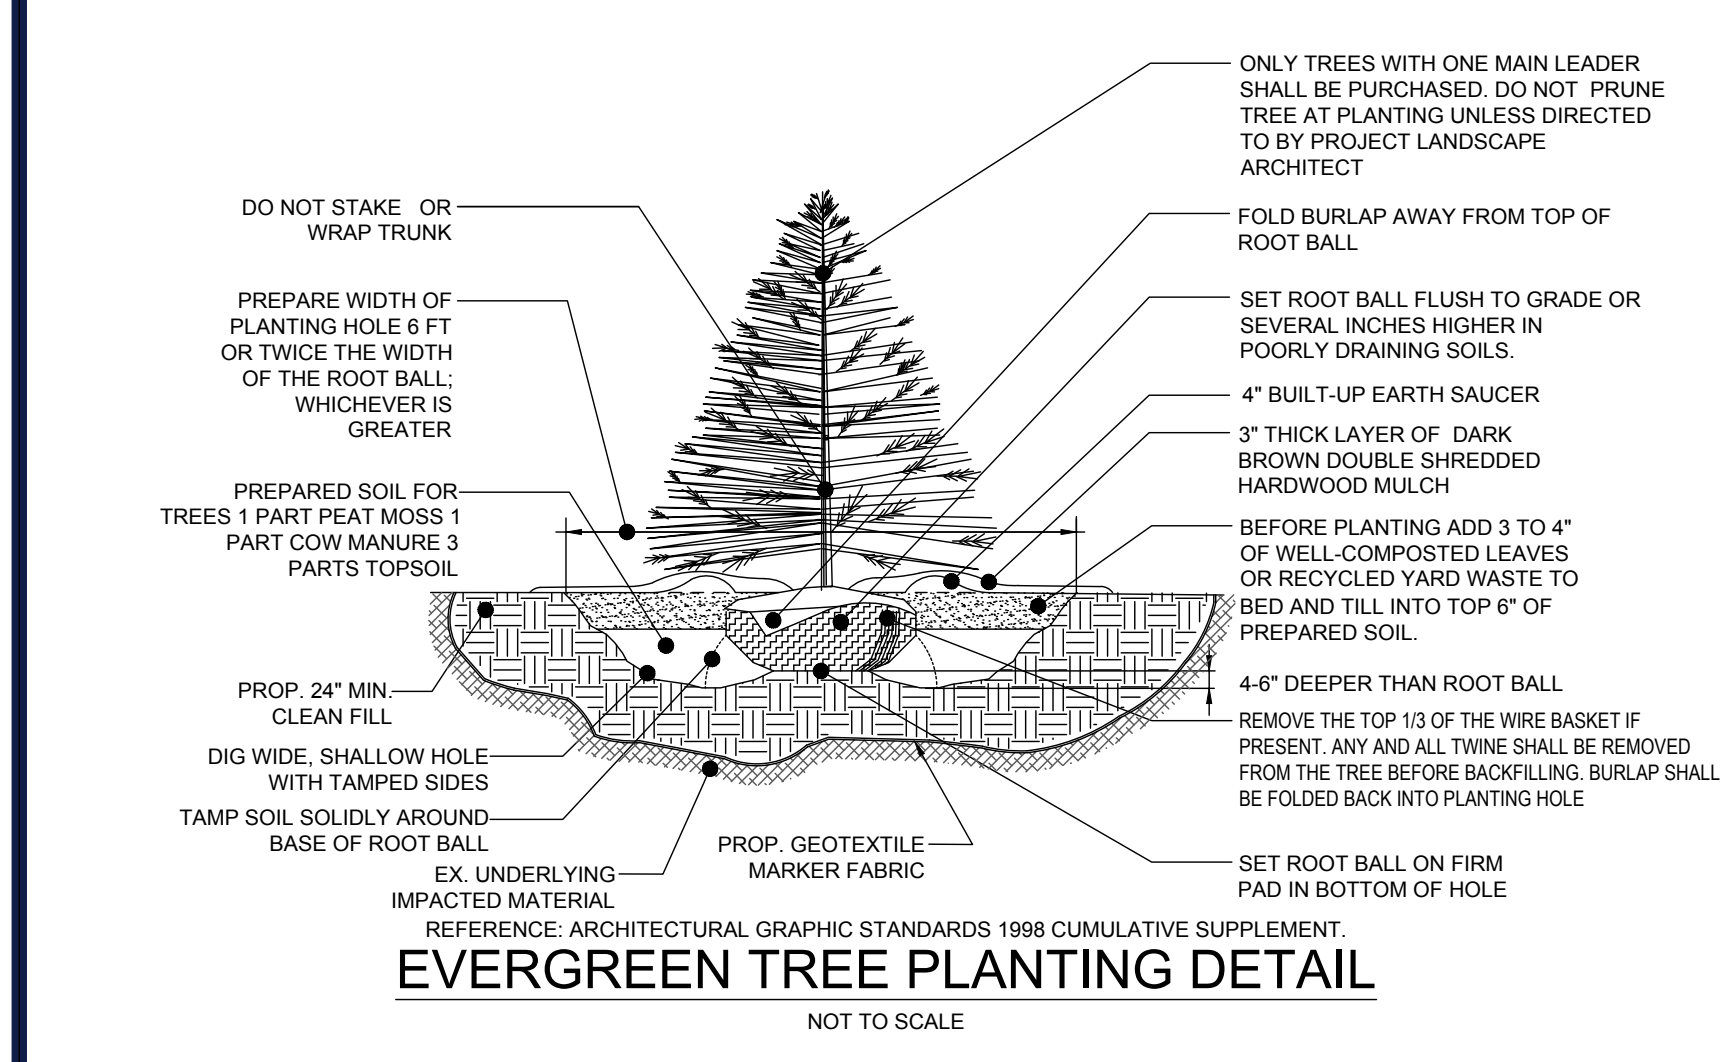 ONLY TREES WITH ONE MAIN LEADER
SHALL BE PURCHASED. DO NOT PRUNE
TREE AT PLANTING UNLESS DIRECTED
TO BY PROJECT LANDSCAPE
ARCHITECT
DO NOT STAKE OR
WRAP TRUNK
FOLD BURLAP AWAY FROM TOP OF
ROOT BALL
PREPARE WIDTH OF
PLANTING HOLE 6 FT
OR TWICE THE WIDTH
OF THE ROOT BALL;
WHICHEVER IS
GREATER
SET ROOT BALL FLUSH TO GRADE OR
SEVERAL INCHES HIGHER IN
POORLY DRAINING SOILS.
4" BUILT-UP EARTH SAUCER
3" THICK LAYER OF DARK
BROWN DOUBLE SHREDDED
HARDWOOD MULCH
PREPARED SOIL FOR
TREES 1 PART PEAT MOSS 1
PART COW MANURE 3
PARTS TOPSOIL
BEFORE PLANTING ADD 3 TO 4"
OF WELL-COMPOSTED LEAVES
OR RECYCLED YARD WASTE TO
BED AND TILL INTO TOP 6" OF
PREPARED SOIL.
PROP. 24" MIN.
CLEAN FILL
4-6" DEEPER THAN ROOT BALL
REMOVE THE TOP 1/3 OF THE WIRE BASKET IF
PRESENT. ANY AND ALL TWINE SHALL BE REMOVED
FROM THE TREE BEFORE BACKFILLING. BURLAP SHALL
BE FOLDED BACK INTO PLANTING HOLE
DIG WIDE, SHALLOW HOLE
WITH TAMPED SIDES
TAMP SOIL SOLIDLY AROUND
BASE OF ROOT BALL
PROP. GEOTEXTILE
MARKER FABRIC
SET ROOT BALL ON FIRM
PAD IN BOTTOM OF HOLE
EX. UNDERLYING
IMPACTED MATERIAL
REFERENCE: ARCHITECTURAL GRAPHIC STANDARDS 1998 CUMULATIVE SUPPLEMENT.
EVERGREEN TREE PLANTING DETAIL
NOT TO SCALE